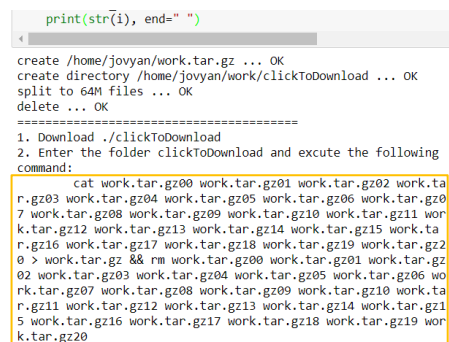 print(str(i), end=" ")
create /home/jovyan/work.tar.gz ... OK
create directory /home/jovyan/work/clickToDownload ... OK
split to 64M files ... OK
delete ... OK
========================================
1. Download ./clickToDownload
2. Enter the folder clickToDownload and excute the following
command:
cat work.tar.gz00 work.tar.gz01 work.tar.gz02 work.ta
r.gz03 work.tar.gz04 work.tar.gz05 work.tar.gz06 work.tar.gz0
7 work.tar.gz08 work.tar.gz09 work.tar.gz10 work.tar.gz11 wor
k.tar.gz12 work.tar.gz13 work.tar.gz14 work.tar.gz15 work.ta
r.gz16 work.tar.gz17 work.tar.gz18 work.tar.gz19 work.tar.gz2
0 > work.tar.gz && rm work.tar.gz00 work.tar.gz01 work.tar.gz
02 work.tar.gz03 work.tar.gz04 work.tar.gz05 work.tar.gz06 wo
rk.tar.gz07 work.tar.gz08 work.tar.gz09 work.tar.gz10 work.ta
r.gz11 work.tar.gz12 work.tar.gz13 work.tar.gz14 work.tar.gz1
5 work.tar.gz16 work.tar.gz17 work.tar.gz18 work.tar.gz19 wor
k.tar.gz20